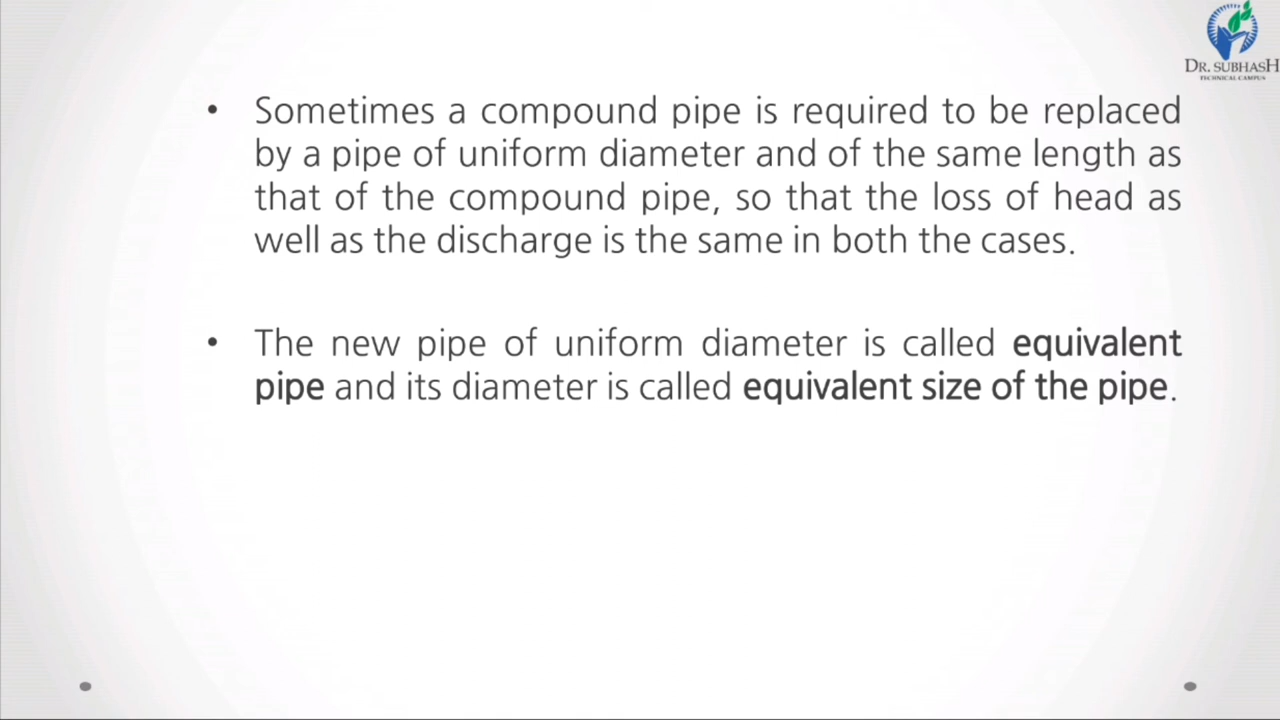 DR. SUBHASH
TECHNICAL CAMPUS
• Sometimes a compound pipe is required to be replaced
by a pipe of uniform diameter and of the same length as
that of the compound pipe, so that the loss of head as
well as the discharge is the same in both the cases.
• The new pipe of uniform diameter is called equivalent
pipe and its diameter is called equivalent size of the pipe.